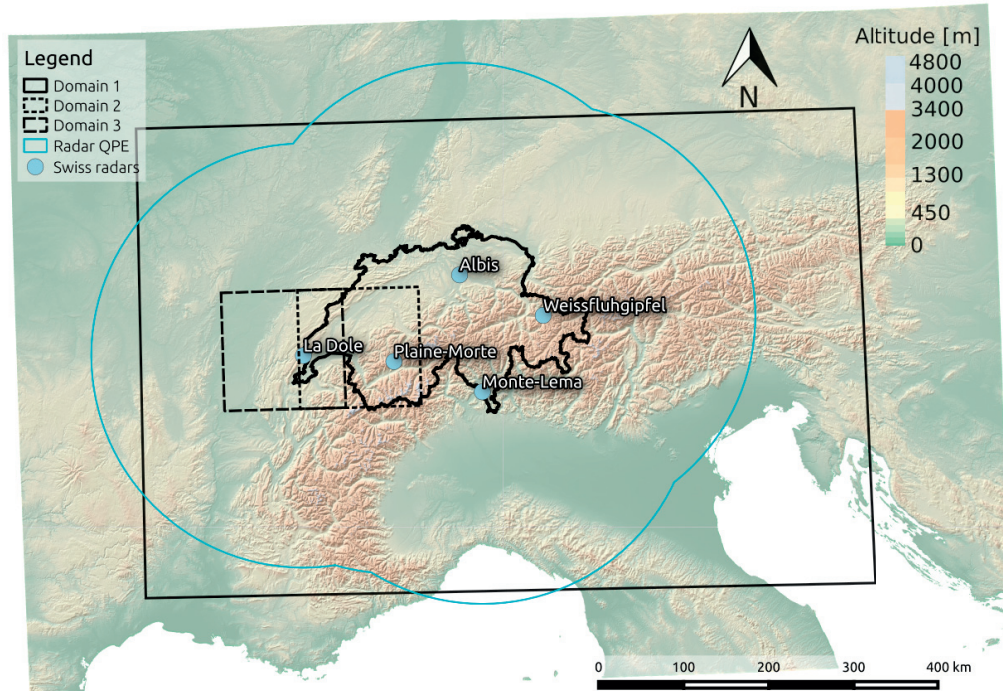 Legend
Domain 1
Domain 2
Domain 3
Radar QPE
Swiss radars
N
Altitude [m]
4800
4000
3400
2000
1300
450
0
Albis
Weissfluhgipfel
La Dole
Plaine-Morte
Monte-Lema
0 100 200 300 400 km